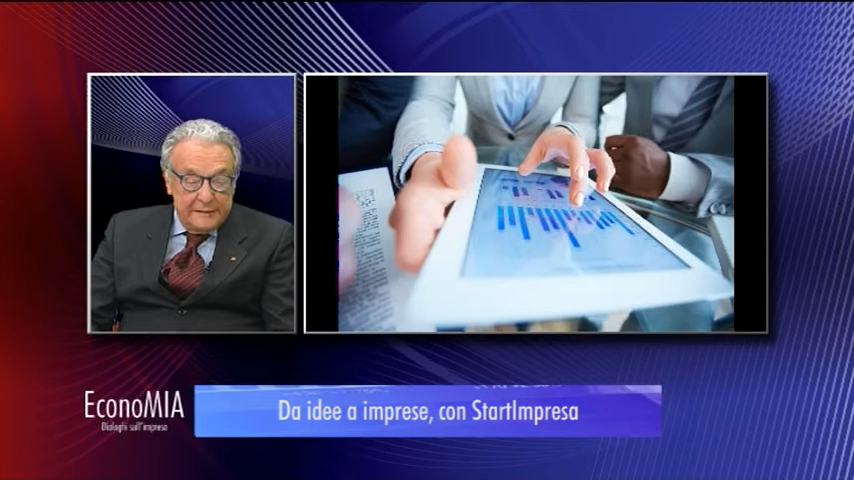 EconoMIA
Dialoghi sull'impresa
Da idee a imprese, con StartImpresa